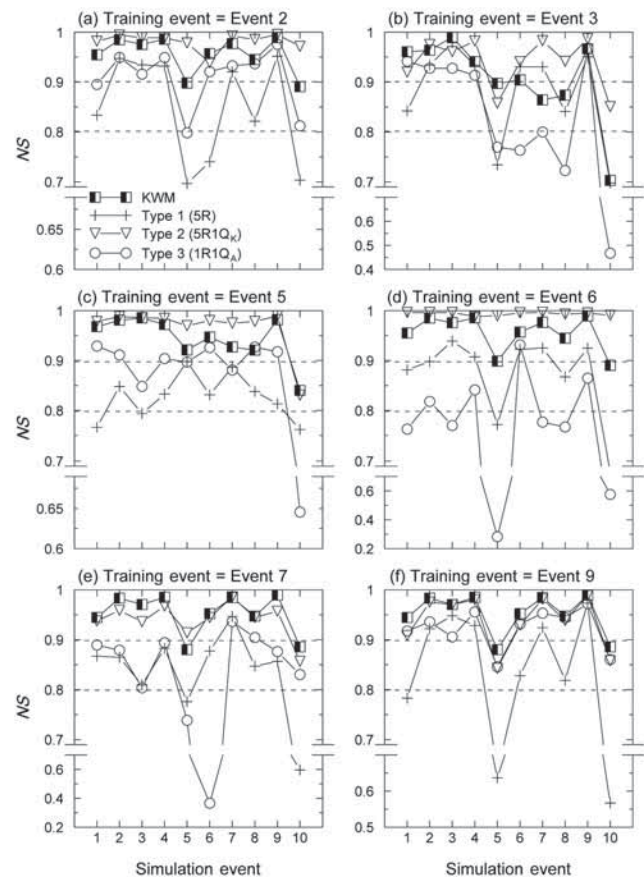 (a) Training event = Event 2
(b) Training event = Event 3
1
0.9
0.8
0.7
0.65
0.6
NS
KWM
Type 1 (5R)
Type 2 (5R1QK)
Type 3 (1R1QA)
1
0.9
0.8
0.7
0.6
0.5
0.4
(c) Training event = Event 5
(d) Training event = Event 6
1
0.9
0.8
0.7
0.65
0.6
NS
1
0.9
0.8
0.7
0.6
0.4
0.2
(e) Training event = Event 7
(f) Training event = Event 9
1
0.9
0.8
0.7
0.6
0.4
0.2
NS
1
0.9
0.8
0.7
0.6
0.5
1 2 3 4 5 6 7 8 9 10
1 2 3 4 5 6 7 8 9 10
Simulation event
Simulation event